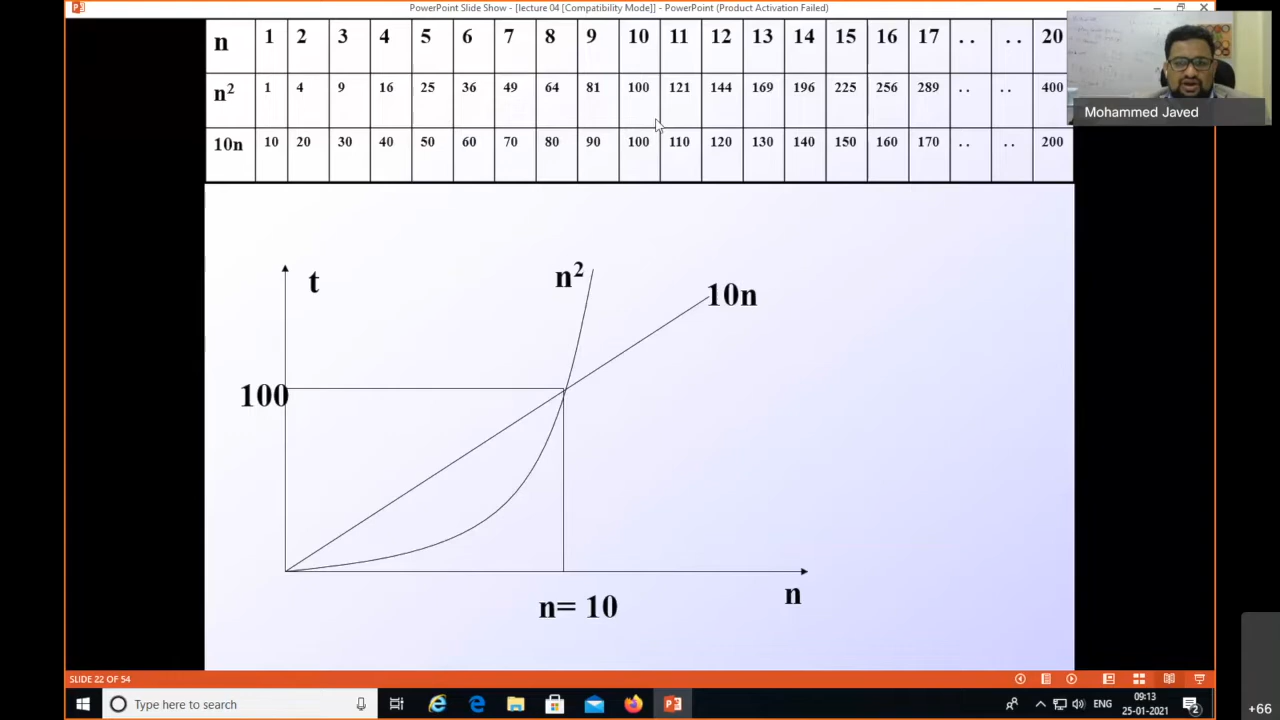 PowerPoint Slide Show - [lecture 04 [Compatibility Mode]] - PowerPoint (Product Activation Failed)
n 1 2 3 4 5 6 7 8 9 10 11 12 13 14 15 16 17 . . . . 20
n² 1 4 9 16 25 36 49 64 81 100 121 144 169 196 225 256 289 . . . . 400
10n 10 20 30 40 50 60 70 80 90 100 110 120 130 140 150 160 170 . . . . 200
Mohammed Javed
t
n²
10n
100
n
n= 10
SLIDE 22 OF 54
Type here to search
ENG
09:13
25-01-2021
2
+66